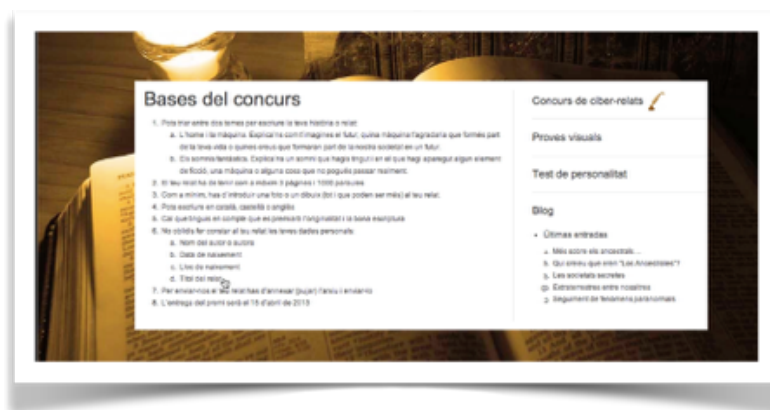 Bases del concurs
1. Pots triar entre dos temes per escriure la teva història o relat:
a. L'home i la màquina. Explica'ns com t'imagines el futur, quina màquina t'agradaria que formés part
de la teva vida o quines creus que formaran part de la nostra societat en un futur.
b. Els somnis fantàstics. Explica'ns un somni que hagis tingut i en el que hagi aparegut algun element
de ficció, una màquina o alguna cosa que no pogués passar realment.
2. El teu relat ha de tenir com a màxim 3 pàgines i 1000 paraules
3. Com a mínim, has d'introduir una foto o un dibuix (tot i que poden ser més) al teu relat.
4. Pots escriure en català, castellà o anglès
5. Cal que tinguis en compte que es premiarà l'originalitat i la bona escriptura
6. No oblidis fer constar al teu relat les teves dades personals:
a. Nom del autor o autora
b. Data de naixement
c. Lloc de naixement
d. Títol del relat
7. Per enviar-nos el teu relat has d'annexar (pujar) l'arxiu i enviar-lo
8. L'entrega del premi serà el 15 d'abril de 2013
Concurs de ciber-relats
Proves visuals
Test de personalitat
Blog
Últimas entradas
Més sobre els ancestrals...
Qui creieu que eren "Los Ancestrales"?
Les societats secretes
Extraterrestres entre nosaltres
Seguiment de fenòmens paranormals